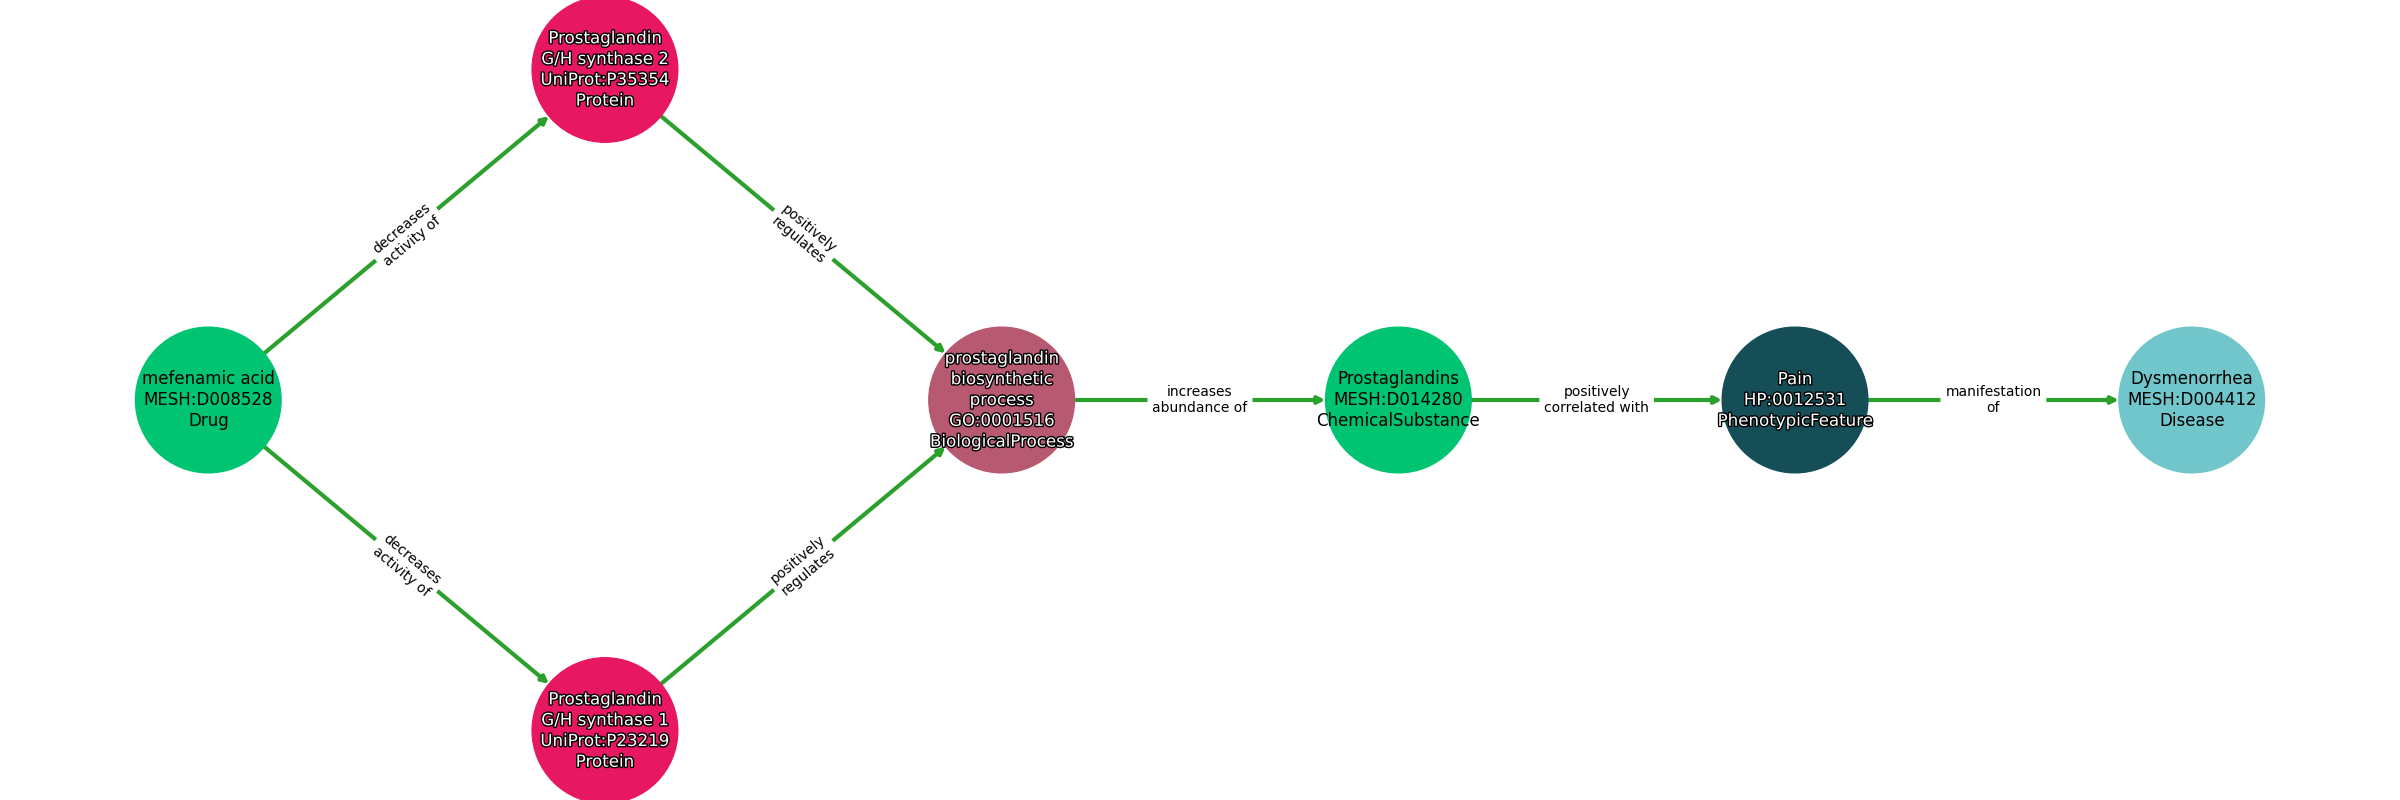 Prostaglandin
G/H synthase 2
UniProt:P35354
Protein
decreases
activity of
positively
regulates
mefenamic acid
MESH:D008528
Drug
prostaglandin
biosynthetic
process
GO:0001516
BiologicalProcess
increases
abundance of
Prostaglandins
MESH:D014280
ChemicalSubstance
positively
correlated with
Pain
HP:0012531
PhenotypicFeature
manifestation
of
Dysmenorrhea
MESH:D004412
Disease
decreases
activity of
positively
regulates
Prostaglandin
G/H synthase 1
UniProt:P23219
Protein